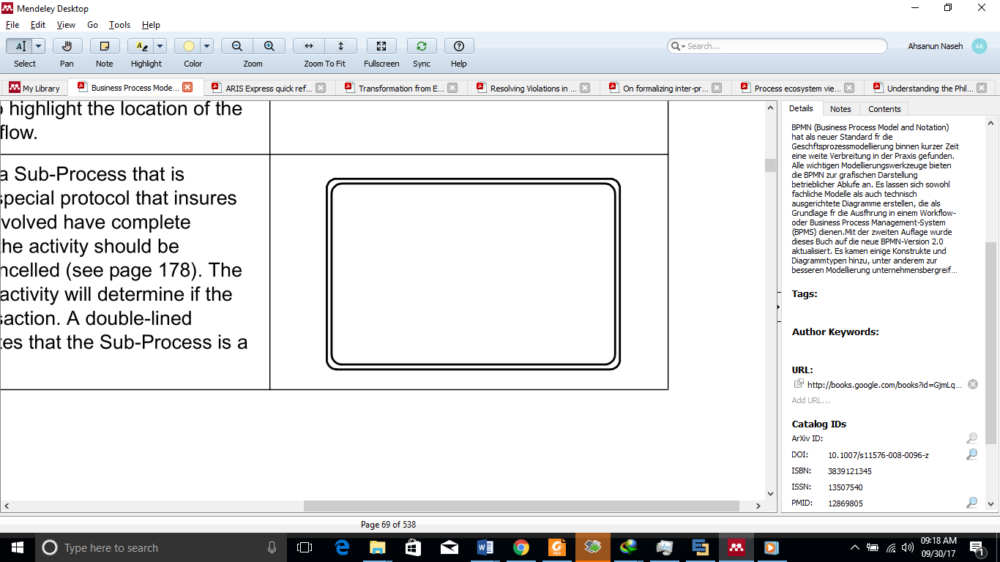 Mendeley Desktop
File Edit View Go Tools Help
Select Pan Note Highlight Color Zoom Zoom To Fit Fullscreen Sync Help
Search...
Ahsanun Naseh AK
My Library
Business Process Mode...
ARIS Express quick ref...
Transformation from E...
Resolving Violations in ...
On formalizing inter-pr...
Process ecosystem vie...
Understanding the Phil...
highlight the location of the
flow.
a Sub-Process that is
special protocol that insures
volved have complete
the activity should be
ncelled (see page 178). The
activity will determine if the
saction. A double-lined
tes that the Sub-Process is a
Details Notes Contents
BPMN (Business Process Model and Notation)
hat als neuer Standard fr die
Geschftsprozessmodellierung binnen kurzer Zeit
eine weite Verbreitung in der Praxis gefunden.
Alle wichtigen Modellierungswerkzeuge bieten
die BPMN zur grafischen Darstellung
betrieblicher Ablufe an. Es lassen sich sowohl
fachliche Modelle als auch technisch
ausgerichtete Diagramme erstellen, die als
Grundlage fr die Ausfhrung in einem Workflow-
oder Business Process Management-System
(BPMS) dienen.Mit der zweiten Auflage wurde
dieses Buch auf die neue BPMN-Version 2.0
aktualisiert. Es kamen einige Konstrukte und
Diagrammtypen hinzu, unter anderem zur
besseren Modellierung unternehmensbergreif...
Tags:
Author Keywords:
URL:
http://books.google.com/books?id=GjmLq...
Add URL...
Catalog IDs
ArXiv ID:
DOI: 10.1007/s11576-008-0096-z
ISBN: 3839121345
ISSN: 13507540
PMID: 12869805
Page 69 of 538
Type here to search
09:18 AM
09/30/17
1